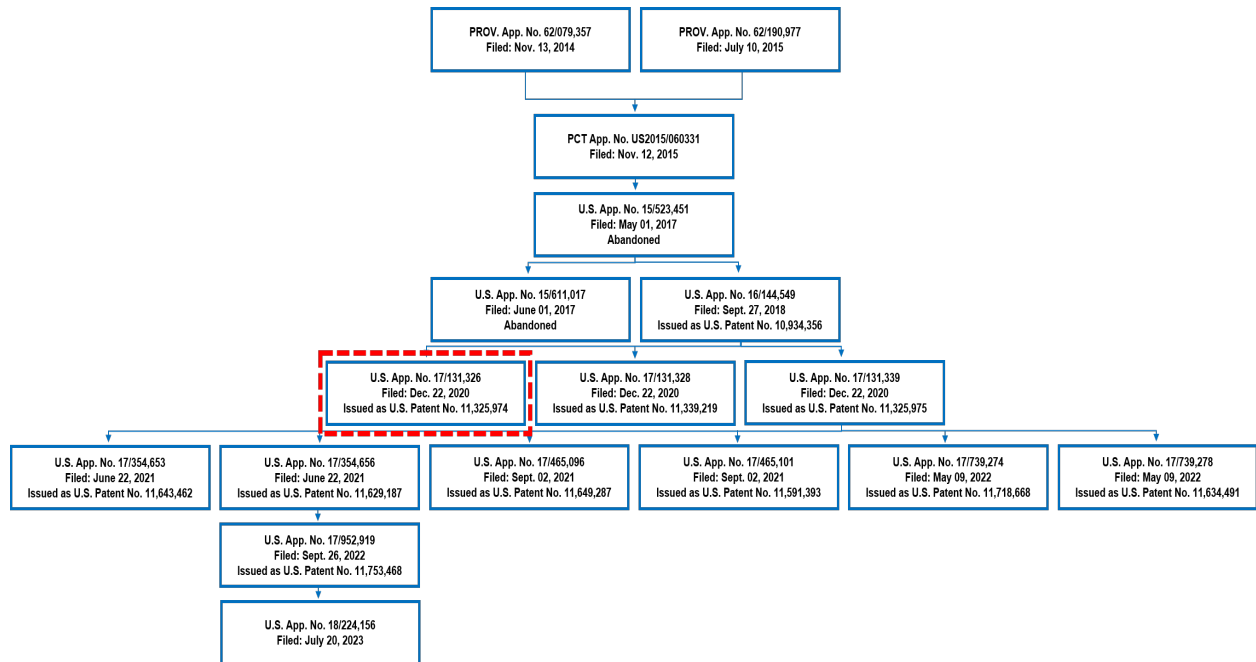 PROV. App. No. 62/079,357
Filed: Nov. 13, 2014
PROV. App. No. 62/190,977
Filed: July 10, 2015
PCT App. No. US2015/060331
Filed: Nov. 12, 2015
U.S. App. No. 15/523,451
Filed: May 01, 2017
Abandoned
U.S. App. No. 15/611,017
Filed: June 01, 2017
Abandoned
U.S. App. No. 16/144,549
Filed: Sept. 27, 2018
Issued as U.S. Patent No. 10,934,356
U.S. App. No. 17/131,326
Filed: Dec. 22, 2020
Issued as U.S. Patent No. 11,325,974
U.S. App. No. 17/131,328
Filed: Dec. 22, 2020
Issued as U.S. Patent No. 11,339,219
U.S. App. No. 17/131,339
Filed: Dec. 22, 2020
Issued as U.S. Patent No. 11,325,975
U.S. App. No. 17/354,653
Filed: June 22, 2021
Issued as U.S. Patent No. 11,643,462
U.S. App. No. 17/354,656
Filed: June 22, 2021
Issued as U.S. Patent No. 11,629,187
U.S. App. No. 17/465,096
Filed: Sept. 02, 2021
Issued as U.S. Patent No. 11,649,287
U.S. App. No. 17/465,101
Filed: Sept. 02, 2021
Issued as U.S. Patent No. 11,591,393
U.S. App. No. 17/739,274
Filed: May 09, 2022
Issued as U.S. Patent No. 11,718,668
U.S. App. No. 17/739,278
Filed: May 09, 2022
Issued as U.S. Patent No. 11,634,491
U.S. App. No. 17/952,919
Filed: Sept. 26, 2022
Issued as U.S. Patent No. 11,753,468
U.S. App. No. 18/224,156
Filed: July 20, 2023